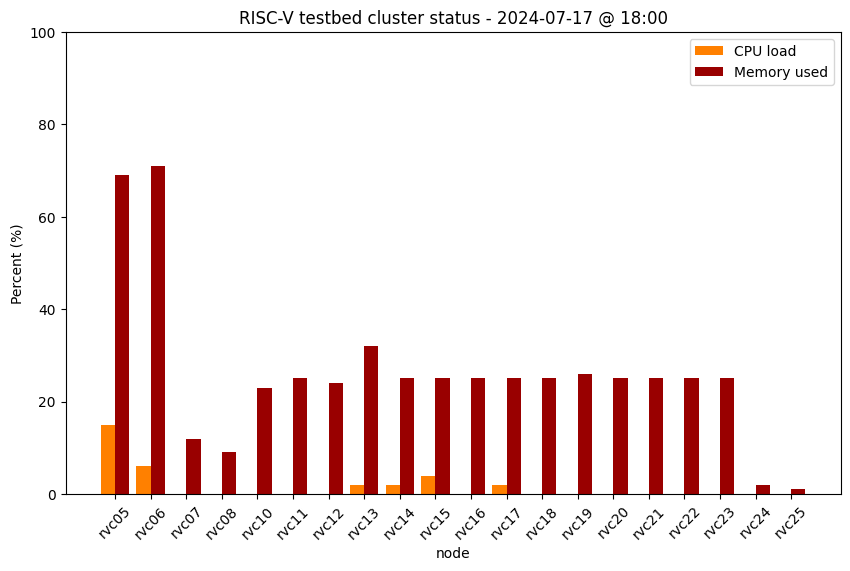 RISC-V testbed cluster status - 2024-07-17 @ 18:00
CPU load
Memory used
Percent (%)
100
80
60
40
20
0
rvc05 rvc06 rvc07 rvc08 rvc10 rvc11 rvc12 rvc13 rvc14 rvc15 rvc16 rvc17 rvc18 rvc19 rvc20 rvc21 rvc22 rvc23 rvc24 rvc25
node